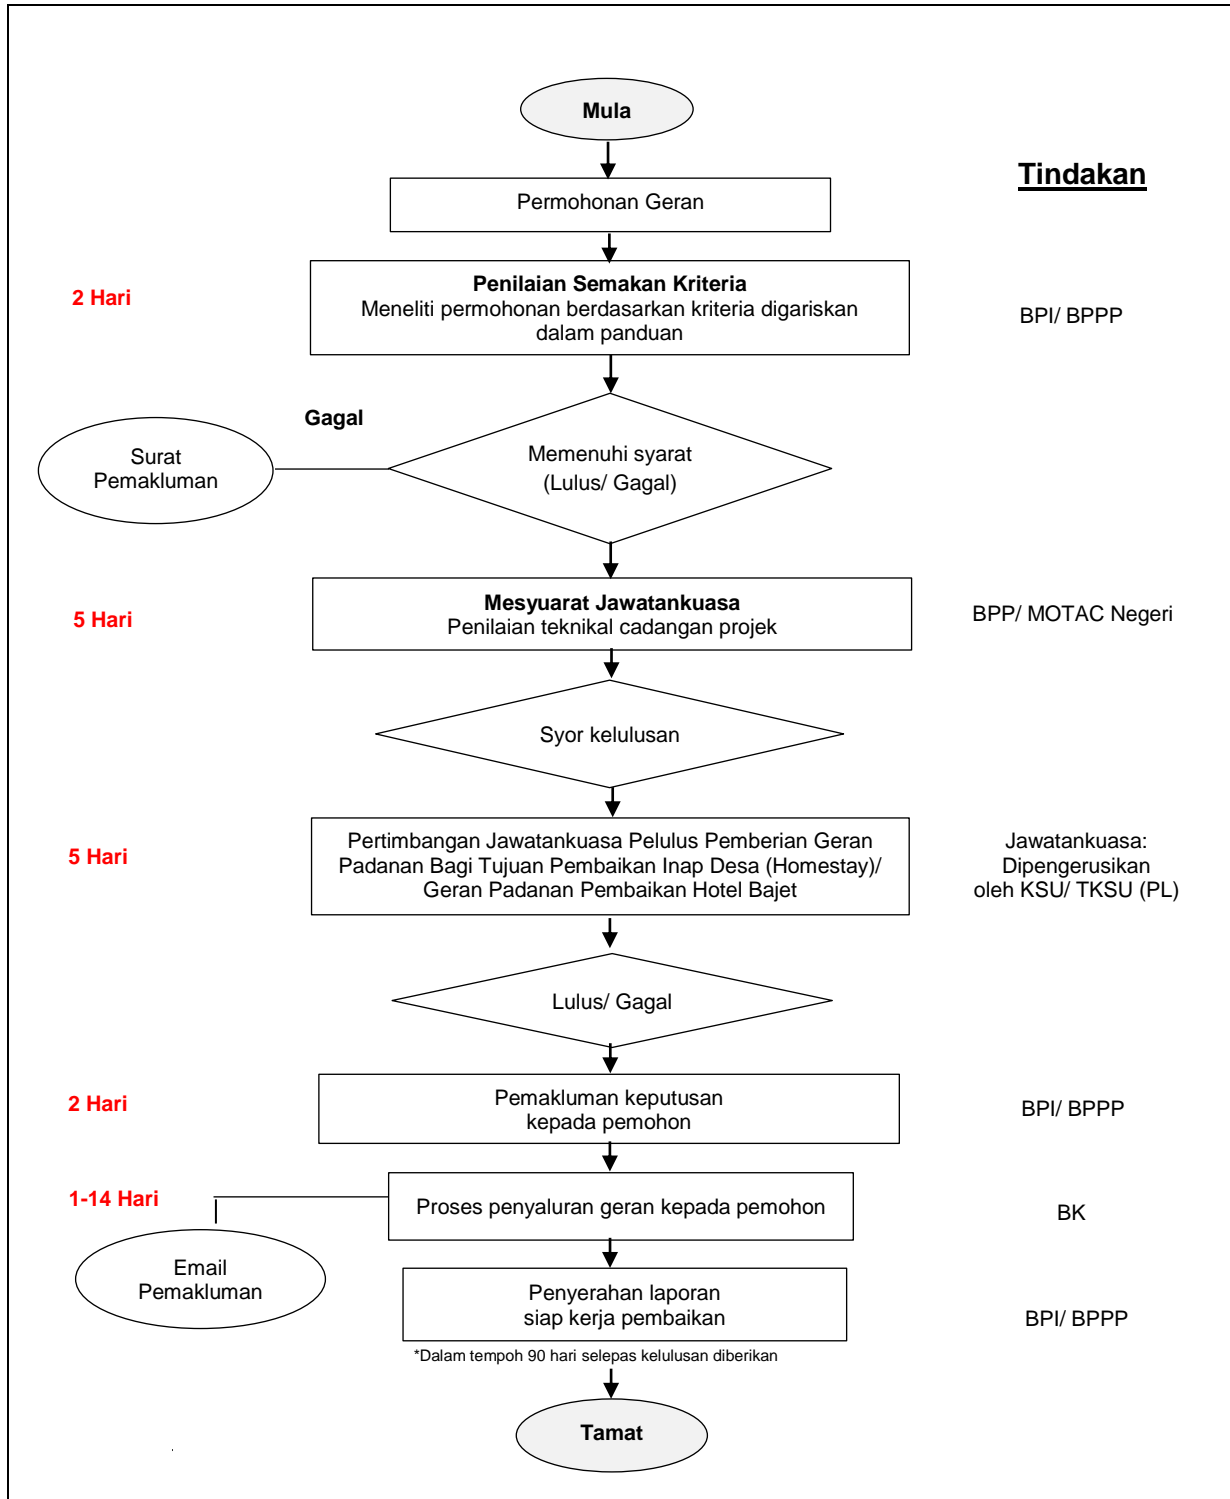 Mula
Tindakan
Permohonan Geran
2 Hari
Penilaian Semakan Kriteria
Meneliti permohonan berdasarkan kriteria digariskan
dalam panduan
BPI/ BPPP
Gagal
Surat
Pemakluman
Memenuhi syarat
(Lulus/ Gagal)
5 Hari
Mesyuarat Jawatankuasa
Penilaian teknikal cadangan projek
BPP/ MOTAC Negeri
Syor kelulusan
5 Hari
Pertimbangan Jawatankuasa Pelulus Pemberian Geran
Padanan Bagi Tujuan Pembaikan Inap Desa (Homestay)/
Geran Padanan Pembaikan Hotel Bajet
Jawatankuasa:
Dipengerusikan
oleh KSU/ TKSU (PL)
Lulus/ Gagal
2 Hari
Pemakluman keputusan
kepada pemohon
BPI/ BPPP
1-14 Hari
Proses penyaluran geran kepada pemohon
BK
Email
Pemakluman
Penyerahan laporan
siap kerja pembaikan
BPI/ BPPP
*Dalam tempoh 90 hari selepas kelulusan diberikan
Tamat